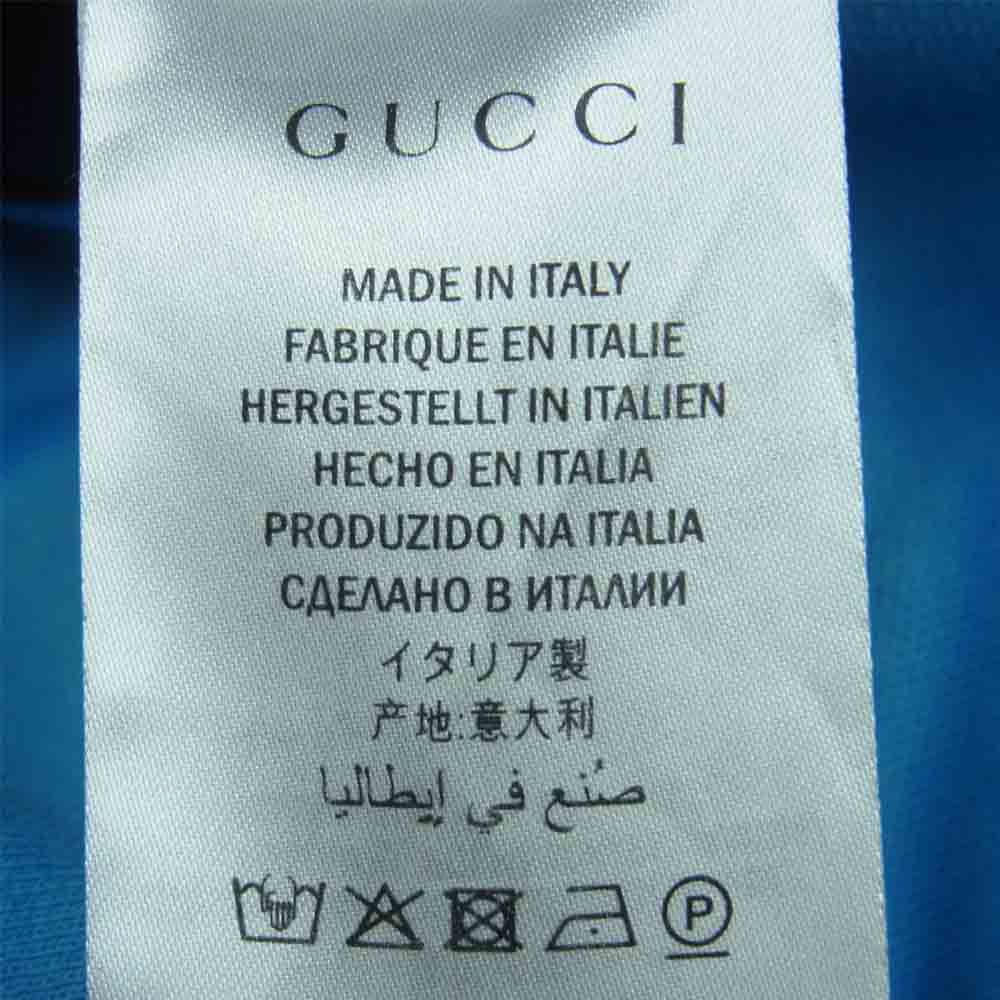 GUCCI
MADE IN ITALY
FABRIQUE EN ITALIE
HERGESTELLT IN ITALIEN
HECHO EN ITALIA
PRODUZIDO NA ITALIA
СДЕЛАНО В ИТАЛИИ
イタリア製
产地:意大利
صُنع في إيطاليا
P